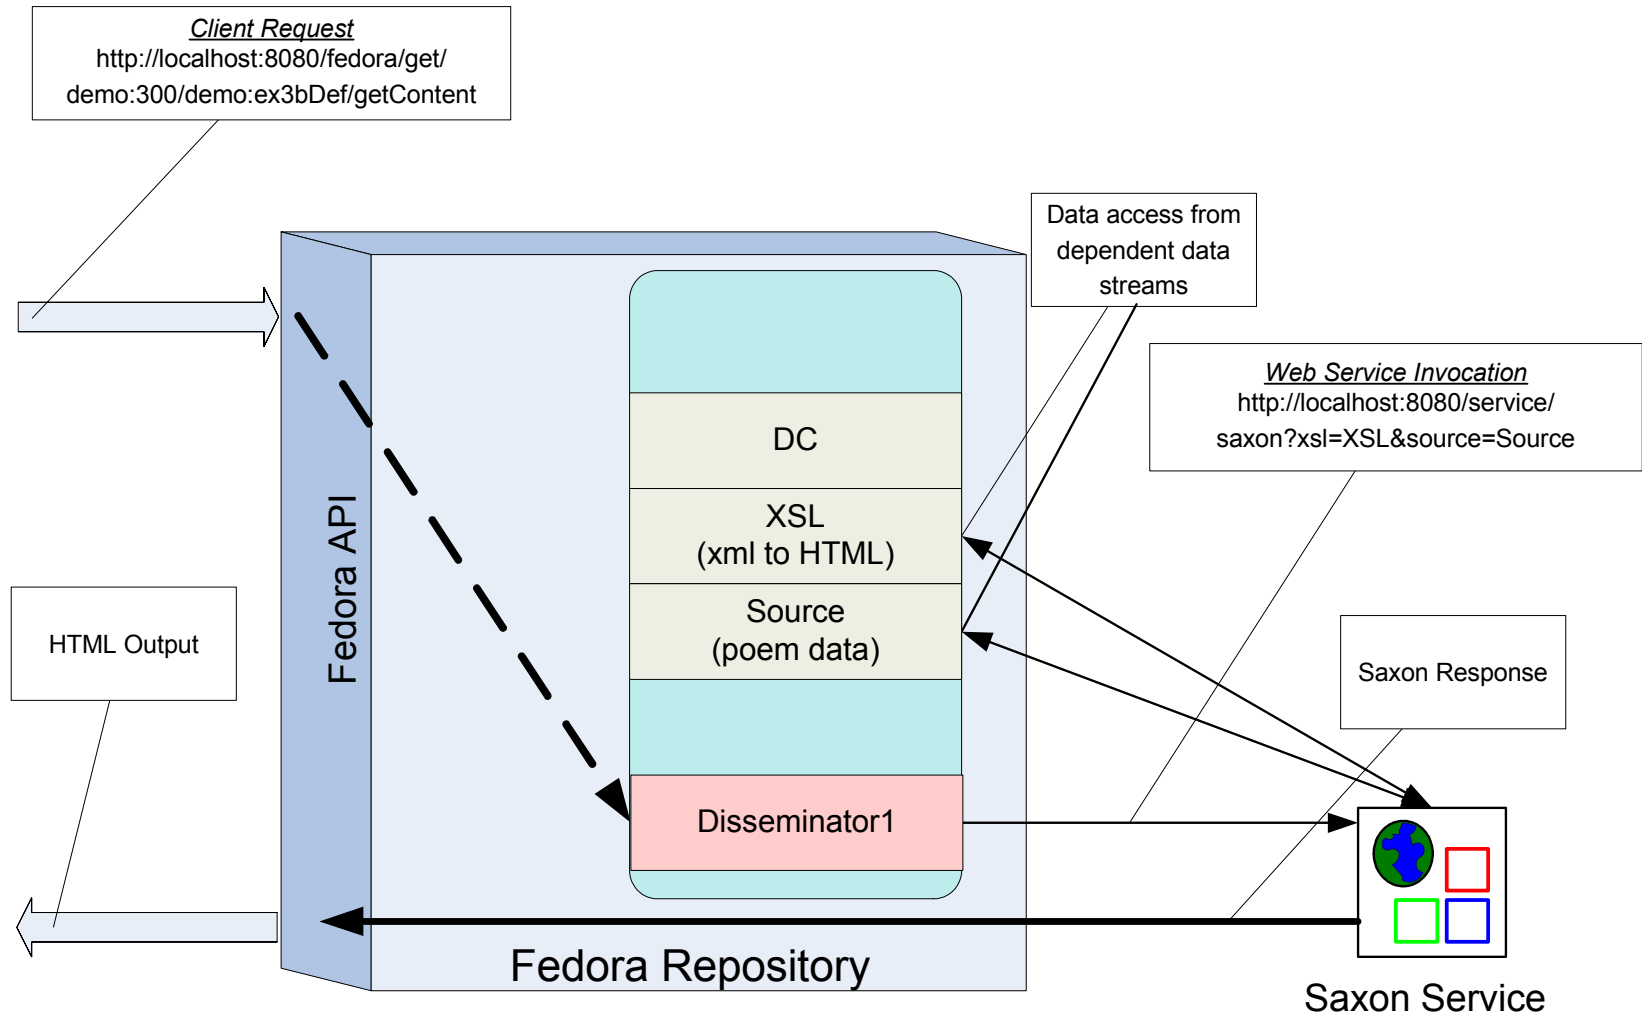 Client Request
http://localhost:8080/fedora/get/
demo:300/demo:ex3bDef/getContent
Data access from
dependent data
streams
Web Service Invocation
http://localhost:8080/service/
saxon?xsl=XSL&source=Source
DC
XSL
(xml to HTML)
Source
(poem data)
Fedora API
HTML Output
Saxon Response
Disseminator1
Fedora Repository
Saxon Service